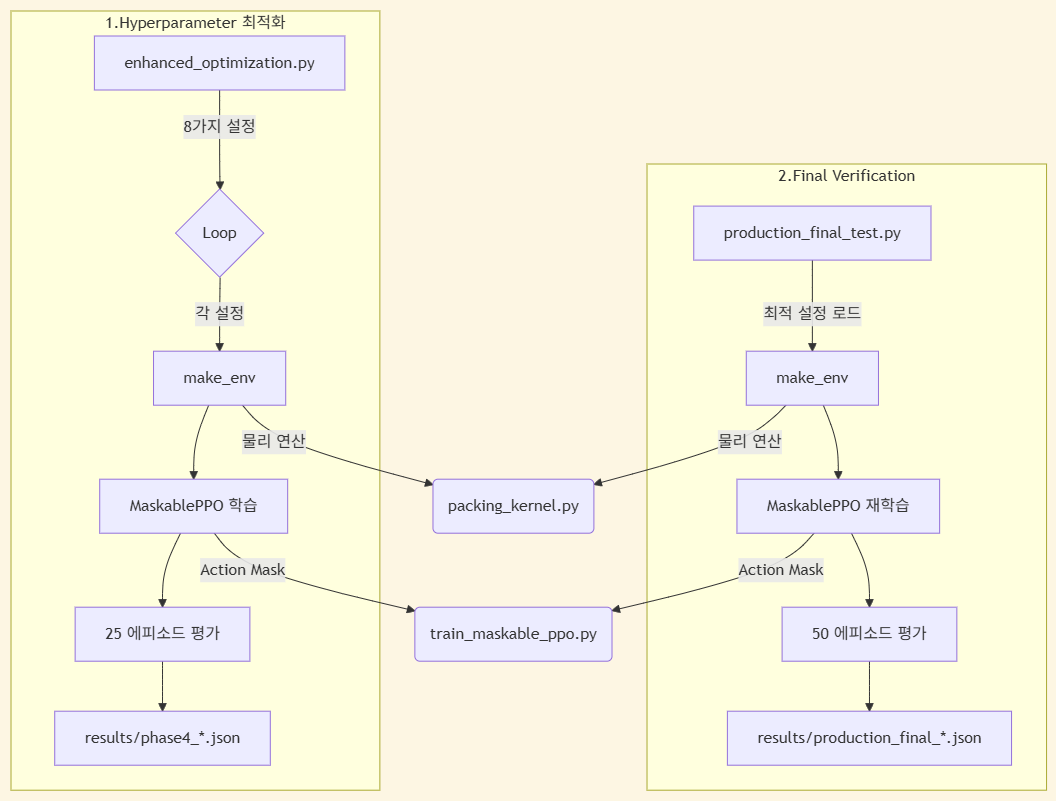 1.Hyperparameter 최적화
enhanced_optimization.py
8가지 설정
Loop
각 설정
make_env
물리 연산
MaskablePPO 학습
Action Mask
25 에피소드 평가
results/phase4_*.json
packing_kernel.py
train_maskable_ppo.py
2.Final Verification
production_final_test.py
최적 설정 로드
make_env
물리 연산
MaskablePPO 재학습
Action Mask
50 에피소드 평가
results/production_final_*.json